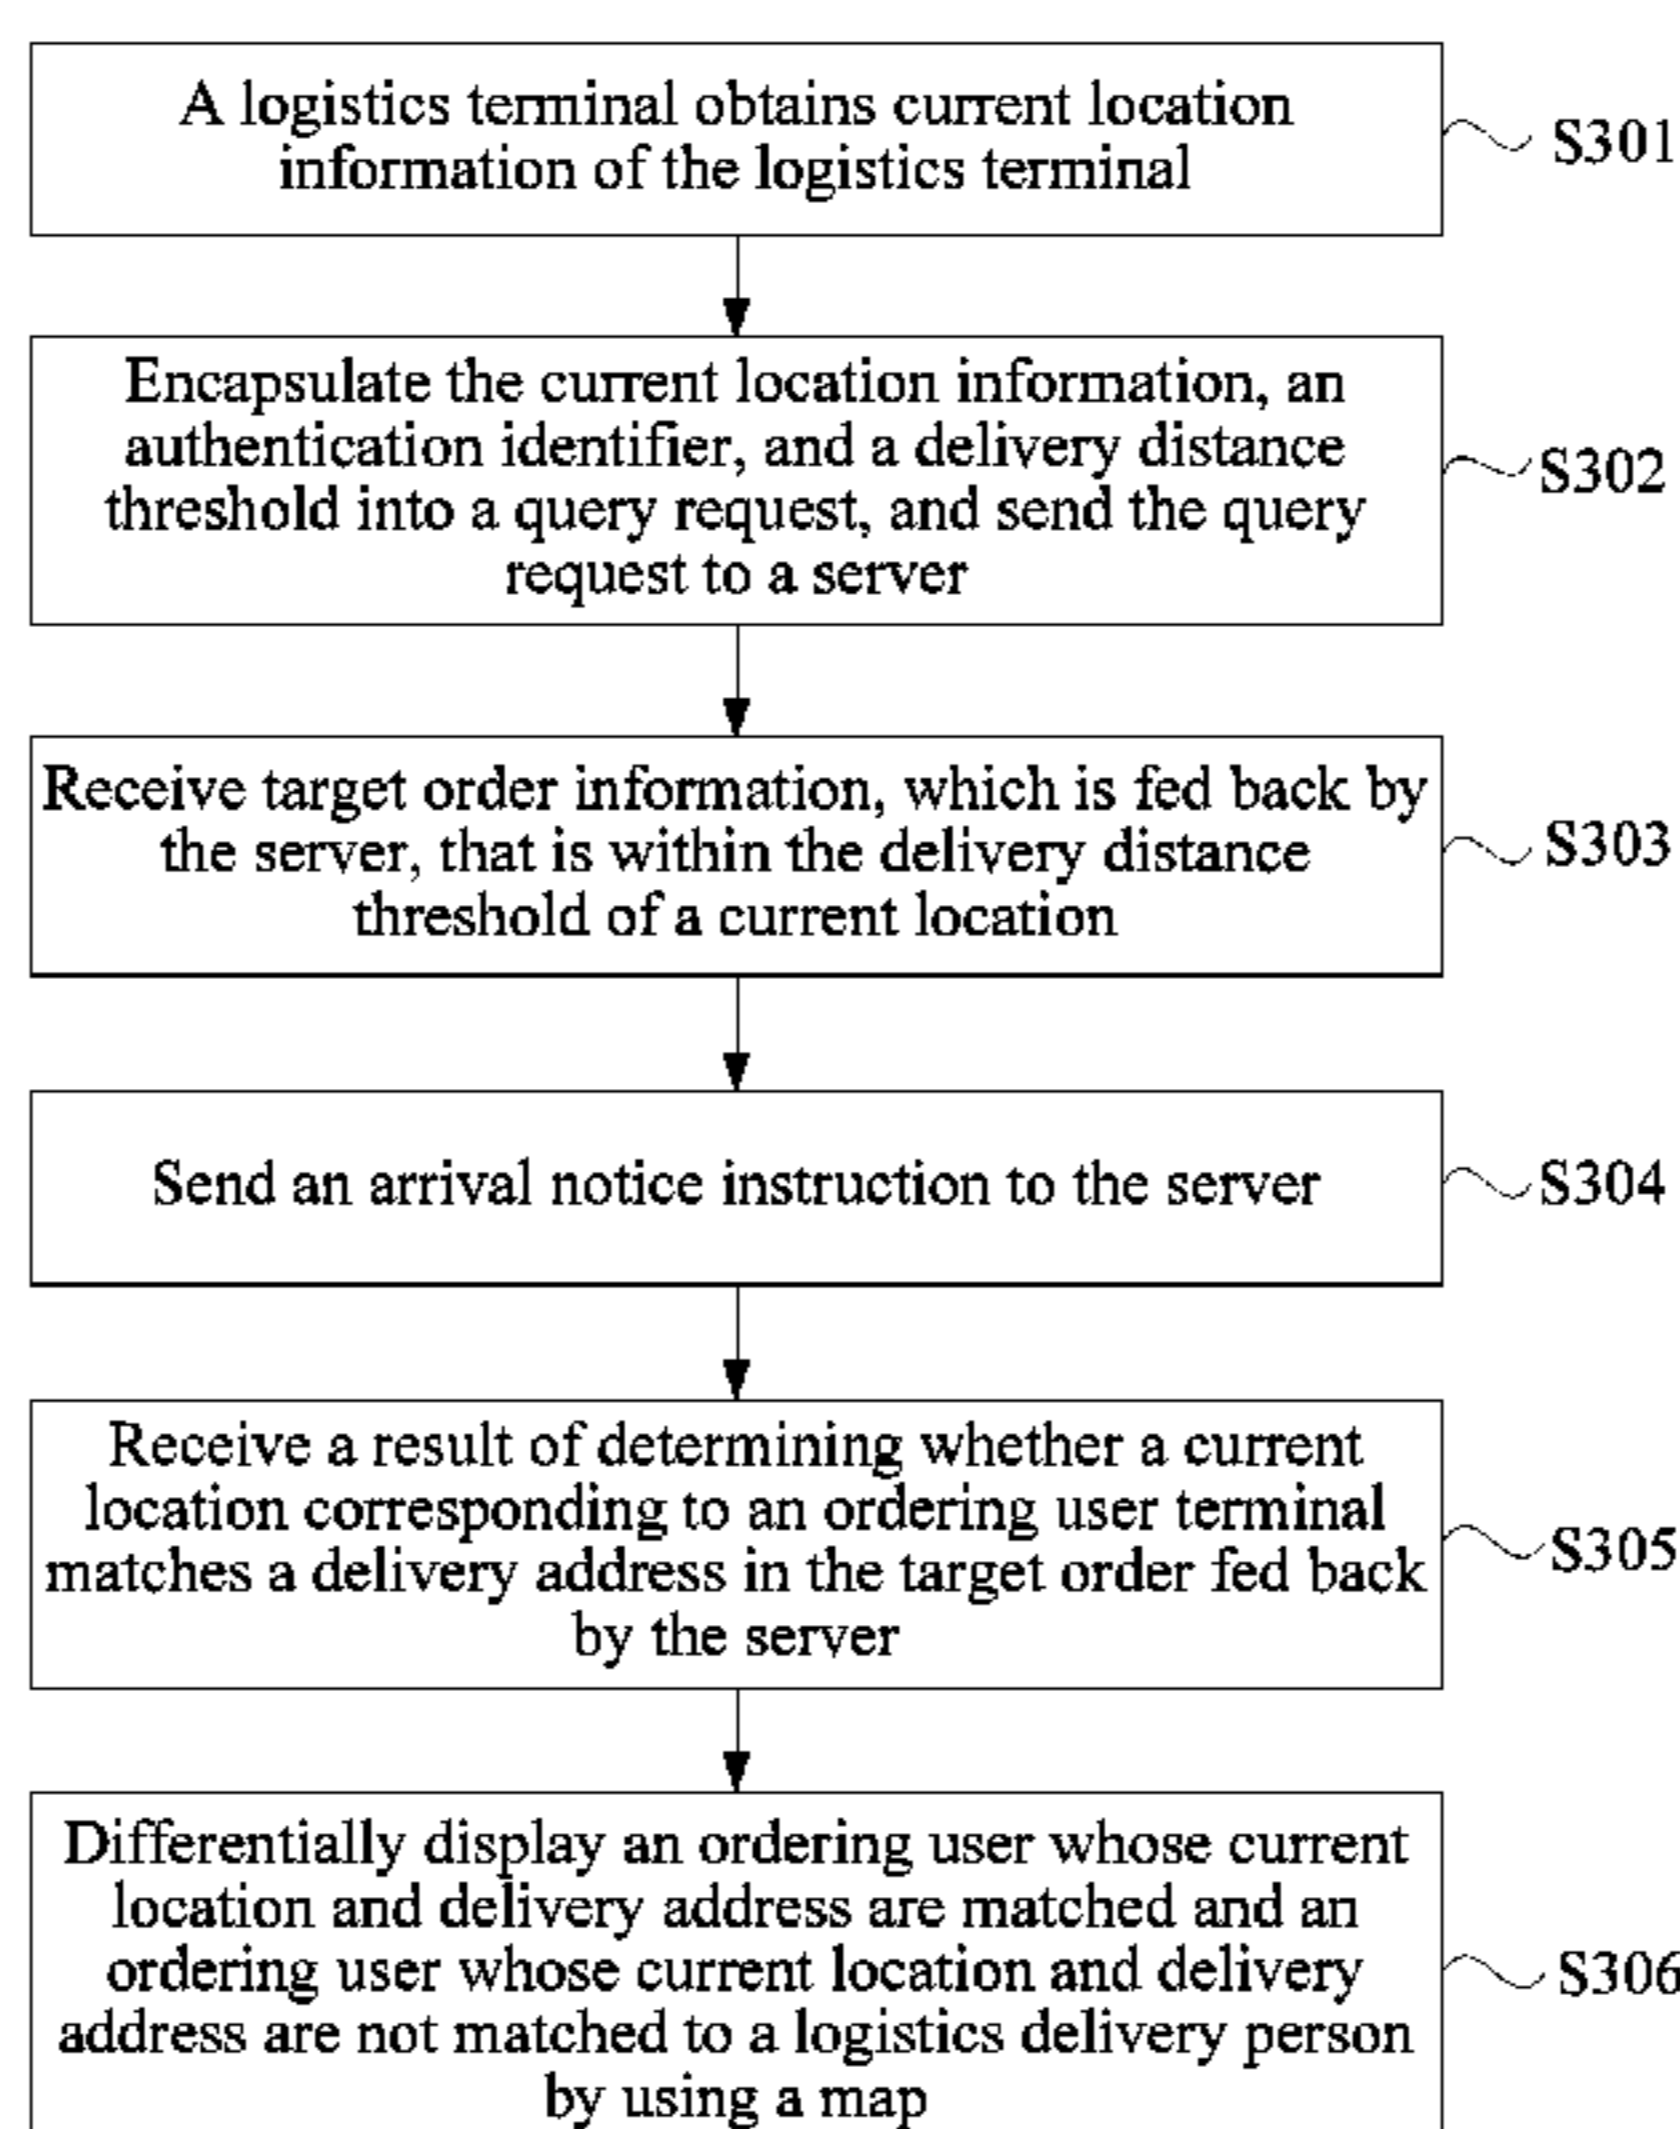 A logistics terminal obtains current location
information of the logistics terminal
S301
Encapsulate the current location information, an
authentication identifier, and a delivery distance
threshold into a query request, and send the query
request to a server
S302
Receive target order information, which is fed back by
the server, that is within the delivery distance
threshold of a current location
S303
Send an arrival notice instruction to the server
S304
Receive a result of determining whether a current
location corresponding to an ordering user terminal
matches a delivery address in the target order fed back
by the server
S305
Differentially display an ordering user whose current
location and delivery address are matched and an
ordering user whose current location and delivery
address are not matched to a logistics delivery person
by using a map
S306